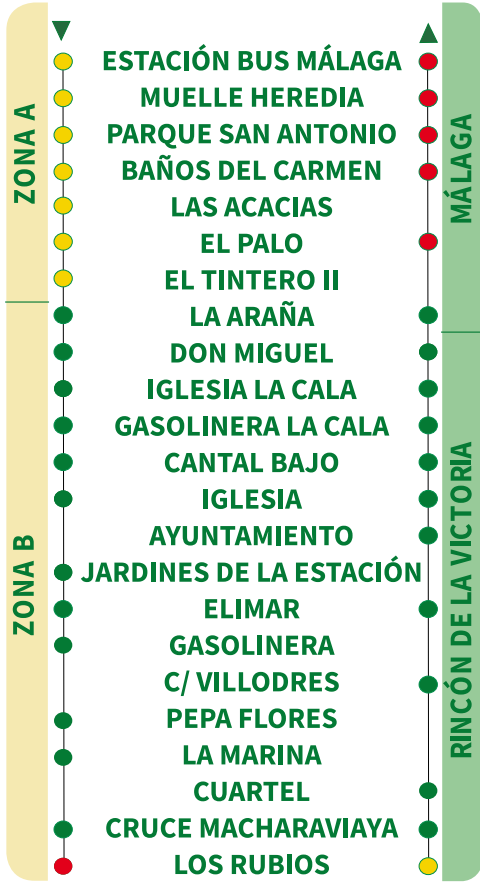 ZONA A
ZONA B
ESTACIÓN BUS MÁLAGA
MUELLE HEREDIA
PARQUE SAN ANTONIO
BAÑOS DEL CARMEN
LAS ACACIAS
EL PALO
EL TINTERO II
LA ARAÑA
DON MIGUEL
IGLESIA LA CALA
GASOLINERA LA CALA
CANTAL BAJO
IGLESIA
AYUNTAMIENTO
JARDINES DE LA ESTACIÓN
ELIMAR
GASOLINERA
C/ VILLODRES
PEPA FLORES
LA MARINA
CUARTEL
CRUCE MACHARAVIAYA
LOS RUBIOS
MÁLAGA
RINCÓN DE LA VICTORIA